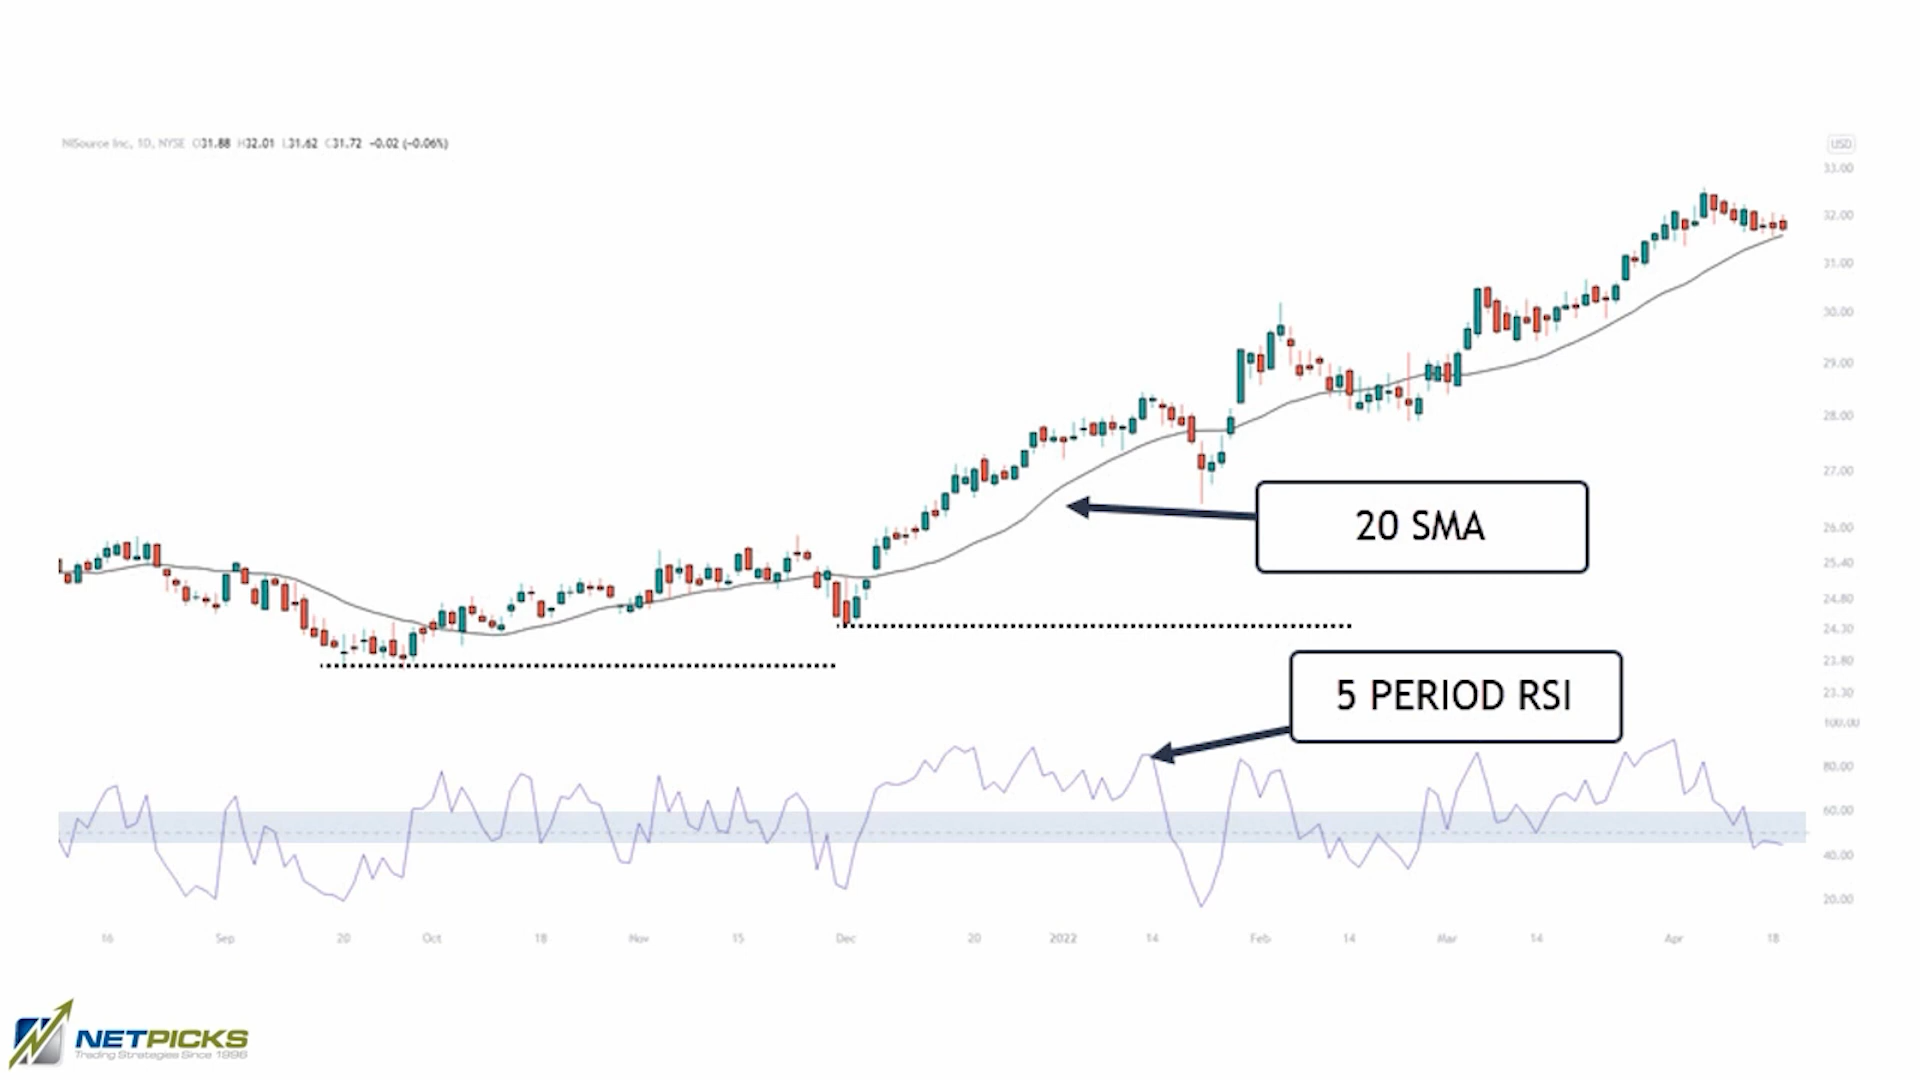 NiSource Inc, 1D, NYSE O31.88 H32.01 L31.62 C31.72 −0.02 (−0.06%)
USD
33.00
32.00
31.00
30.00
29.00
28.00
27.00
20 SMA
26.00
25.40
24.80
24.30
23.80
5 PERIOD RSI
23.30
100.00
80.00
60.00
40.00
20.00
16 Sep 20 Oct 18 Nov 15 Dec 20 2022 14 Feb 14 Mar 14 Apr 18
NETPICKS
Trading Strategies Since 1996